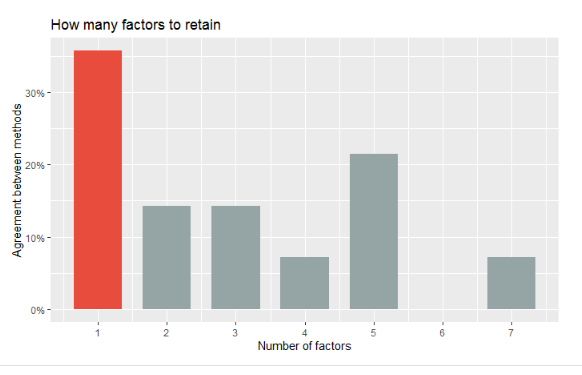 How many factors to retain
Agreement between methods
30%
20%
10%
0%
1 2 3 4 5 6 7
Number of factors